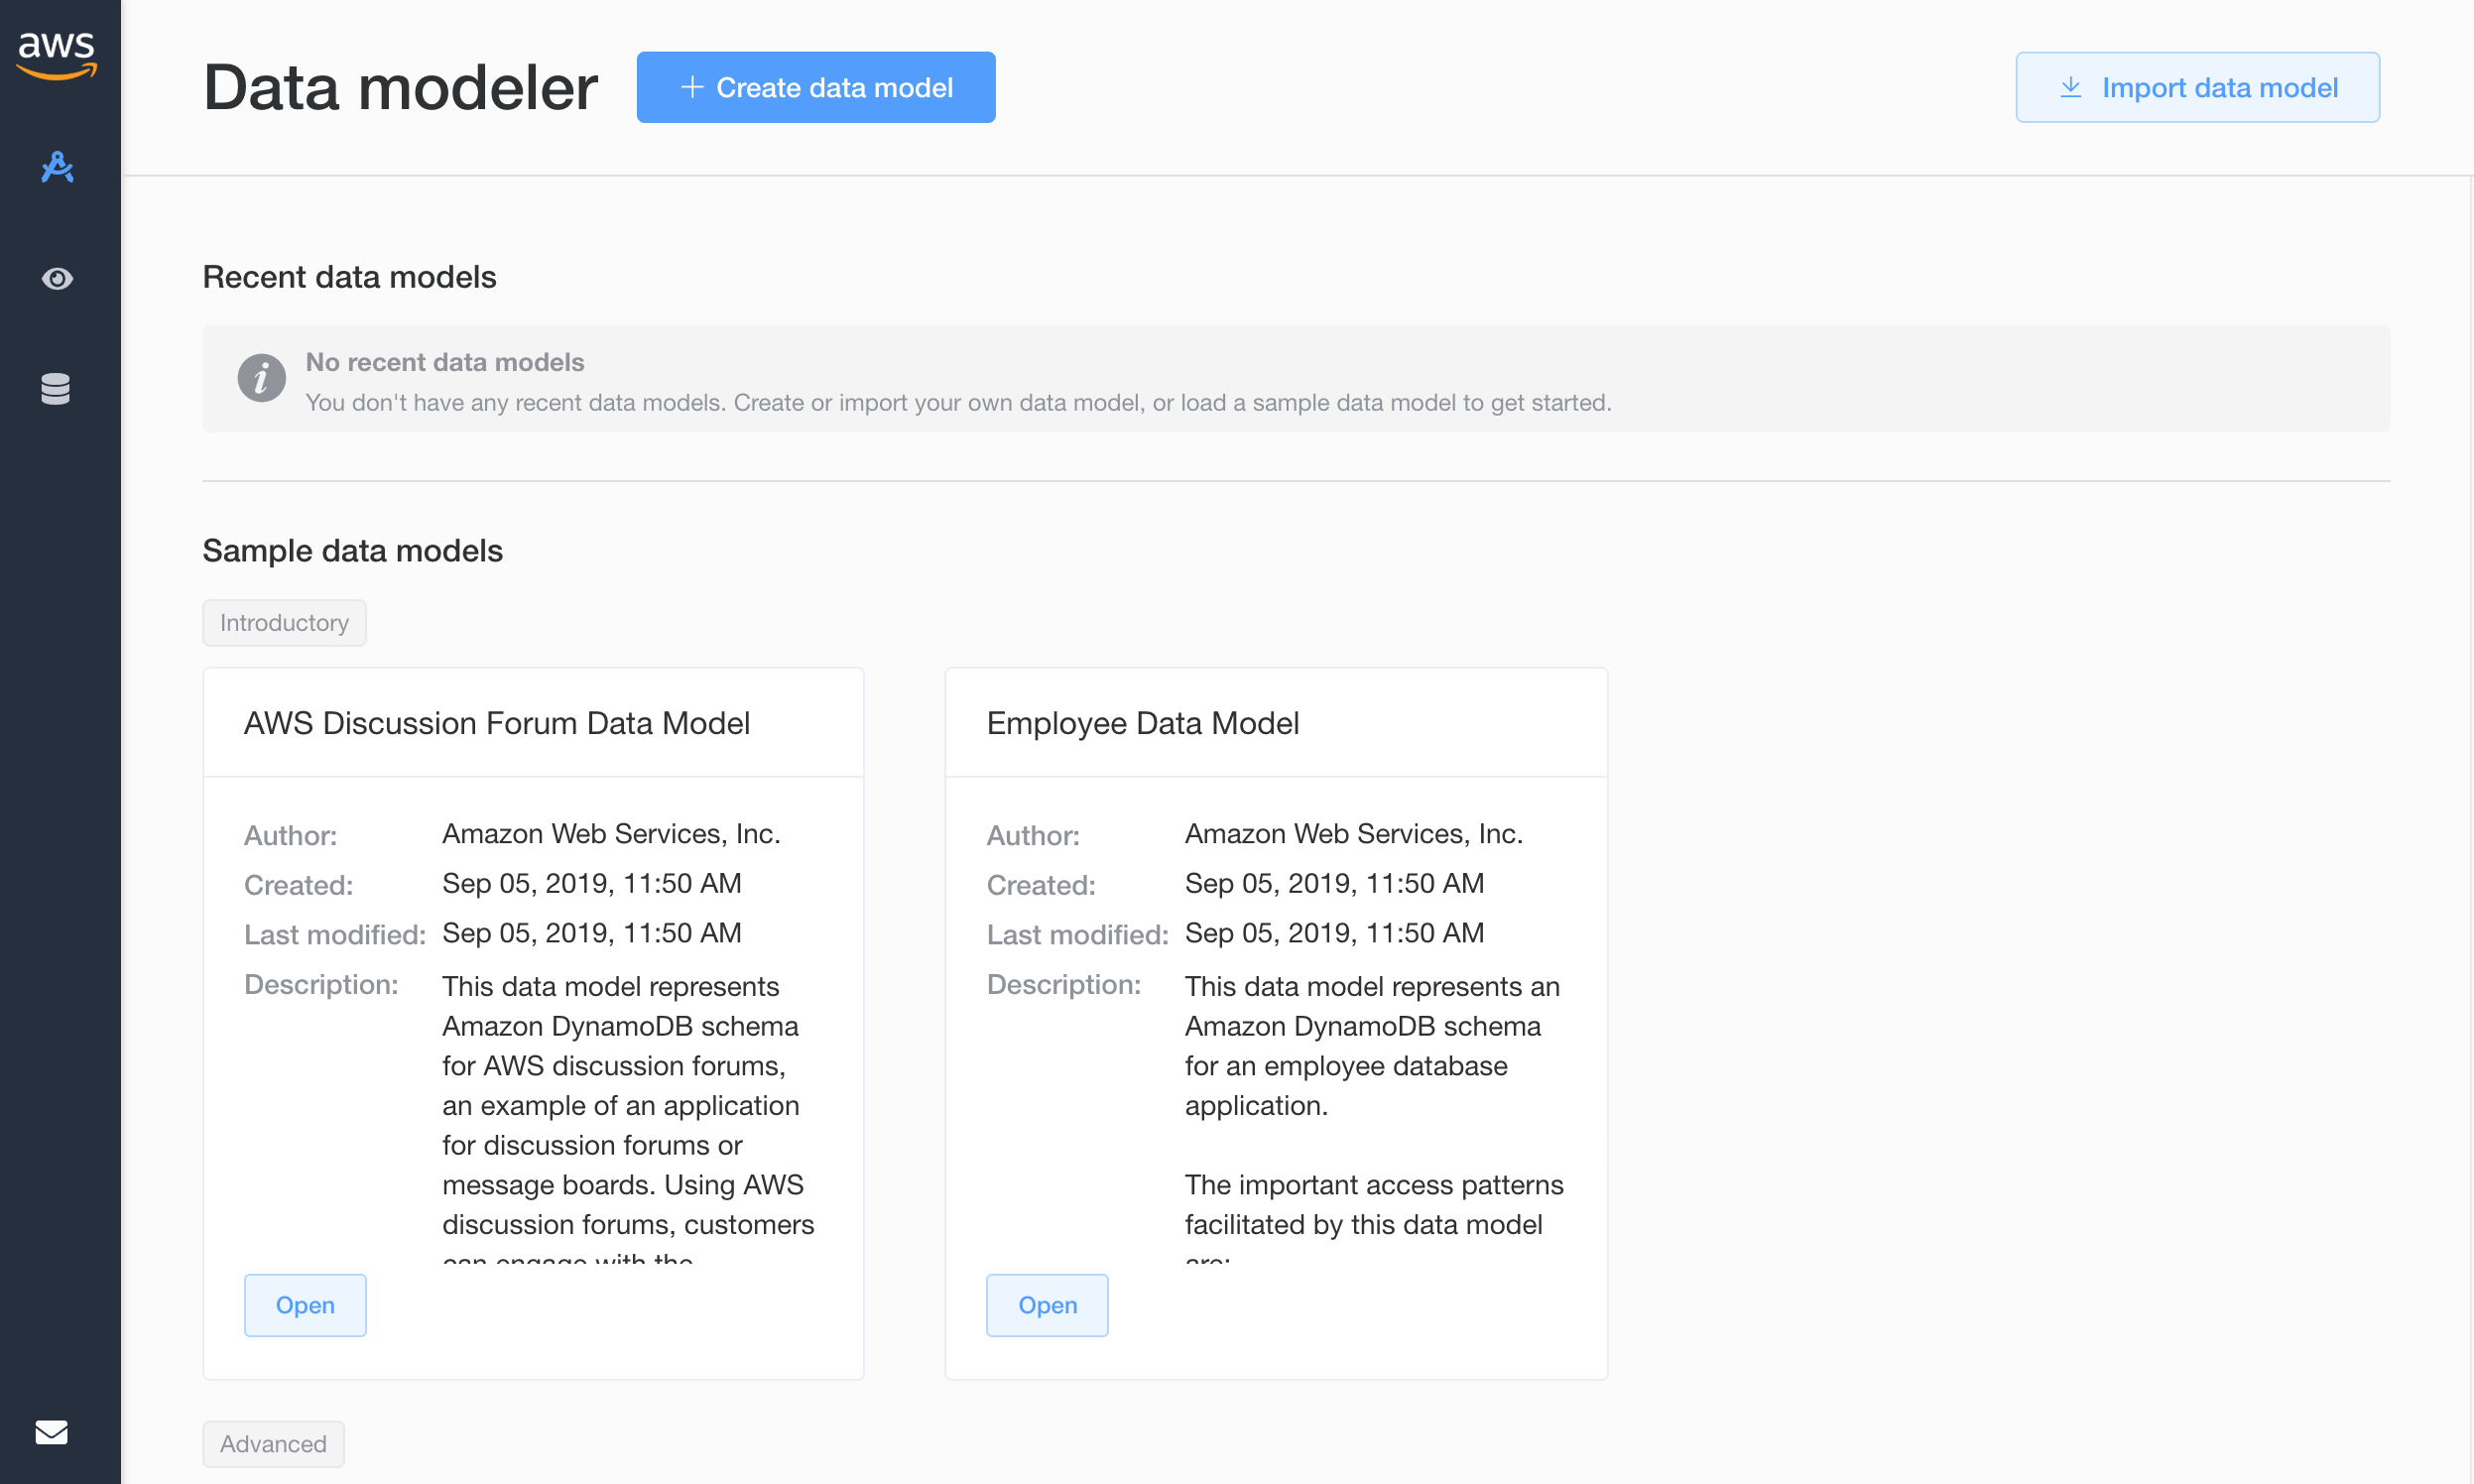 aws
Data modeler
+ Create data model
Import data model
Recent data models
No recent data models
You don't have any recent data models. Create or import your own data model, or load a sample data model to get started.
Sample data models
Introductory
AWS Discussion Forum Data Model
Author: Amazon Web Services, Inc.
Created: Sep 05, 2019, 11:50 AM
Last modified: Sep 05, 2019, 11:50 AM
Description: This data model represents
Amazon DynamoDB schema
for AWS discussion forums,
an example of an application
for discussion forums or
message boards. Using AWS
discussion forums, customers
can engage with the
Open
Employee Data Model
Author: Amazon Web Services, Inc.
Created: Sep 05, 2019, 11:50 AM
Last modified: Sep 05, 2019, 11:50 AM
Description: This data model represents an
Amazon DynamoDB schema
for an employee database
application.
The important access patterns
facilitated by this data model
are:
Open
Advanced